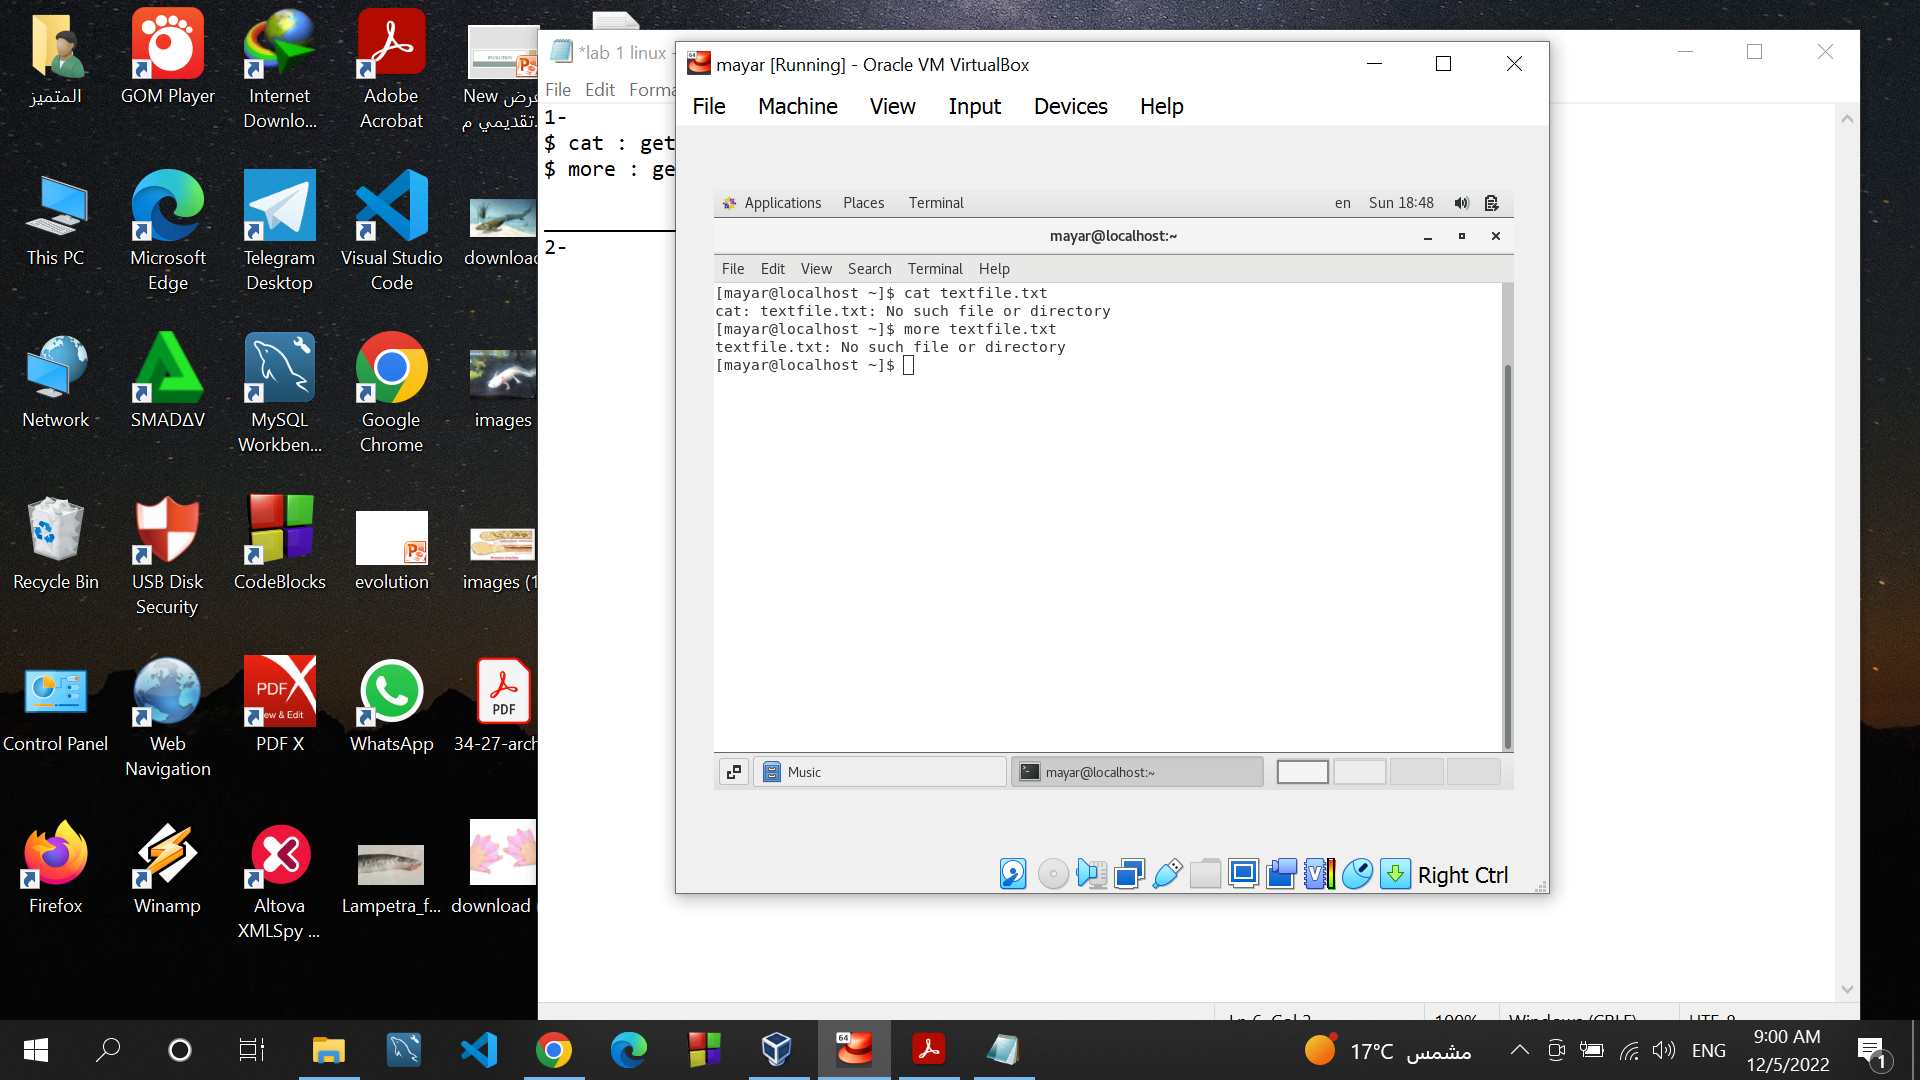 المتميز
GOM Player
Internet
Downlo...
Adobe
Acrobat
New عرض
تقديمي م...
This PC
Microsoft
Edge
Telegram
Desktop
Visual Studio
Code
download
Network
SMADΔV
MySQL
Workben...
Google
Chrome
images
Recycle Bin
USB Disk
Security
CodeBlocks
evolution
images (1
Control Panel
Web
Navigation
PDF X
WhatsApp
34-27-arch
Firefox
Winamp
Altova
XMLSpy ...
Lampetra_f...
download
*lab 1 linux -
File Edit Forma
1-
$ cat : get
$ more : ge
2-
mayar [Running] - Oracle VM VirtualBox
File Machine View Input Devices Help
Applications Places Terminal en Sun 18:48
mayar@localhost:~
File Edit View Search Terminal Help
[mayar@localhost ~]$ cat textfile.txt
cat: textfile.txt: No such file or directory
[mayar@localhost ~]$ more textfile.txt
textfile.txt: No such file or directory
[mayar@localhost ~]$
Music
mayar@localhost:~
Right Ctrl
100%
Windows (CRLF)
UTF-8
17°C مشمس
ENG
9:00 AM
12/5/2022
1